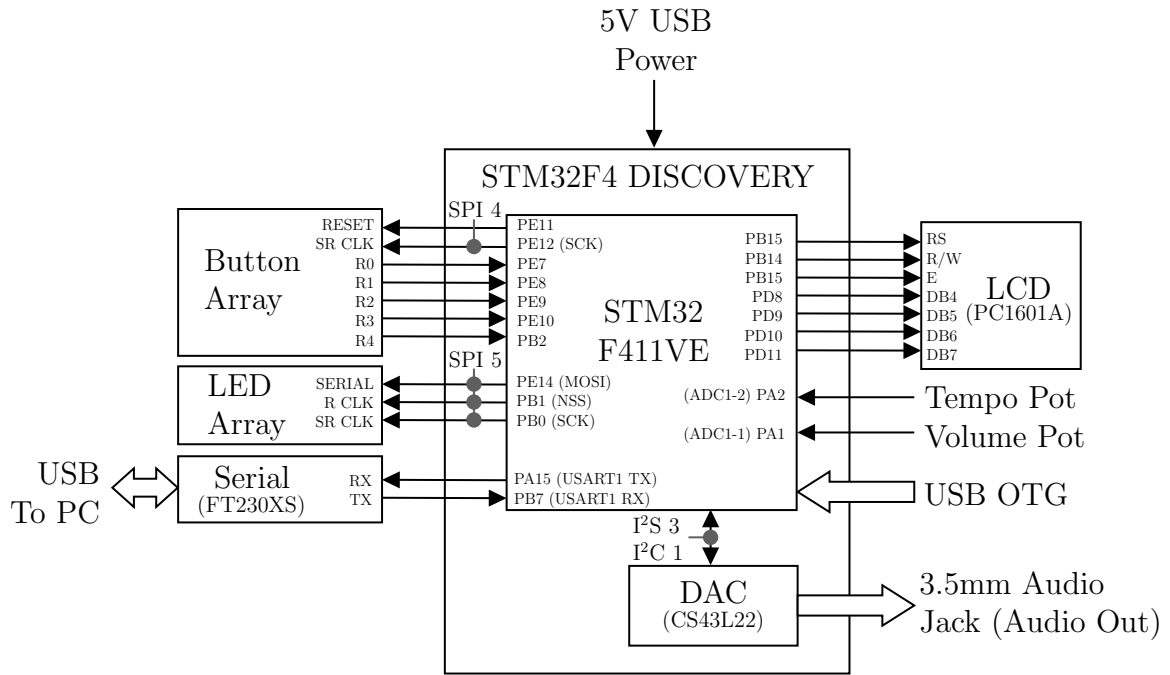 5V USB
Power
STM32F4 DISCOVERY
SPI 4
Button
Array
RESET
SR CLK
R0
R1
R2
R3
R4
PE11
PE12 (SCK)
PE7
PE8
PE9
PE10
PB2
STM32
F411VE
PB15
PB14
PB15
PD8
PD9
PD10
PD11
RS
R/W
E
DB4
DB5
DB6
DB7
LCD
(PC1601A)
SPI 5
LED
Array
SERIAL
R CLK
SR CLK
PE14 (MOSI)
PB1 (NSS)
PB0 (SCK)
(ADC1-2) PA2
(ADC1-1) PA1
Tempo Pot
Volume Pot
USB
To PC
Serial
(FT230XS)
RX
TX
PA15 (USART1 TX)
PB7 (USART1 RX)
USB OTG
I²S 3
I²C 1
DAC
(CS43L22)
3.5mm Audio
Jack (Audio Out)